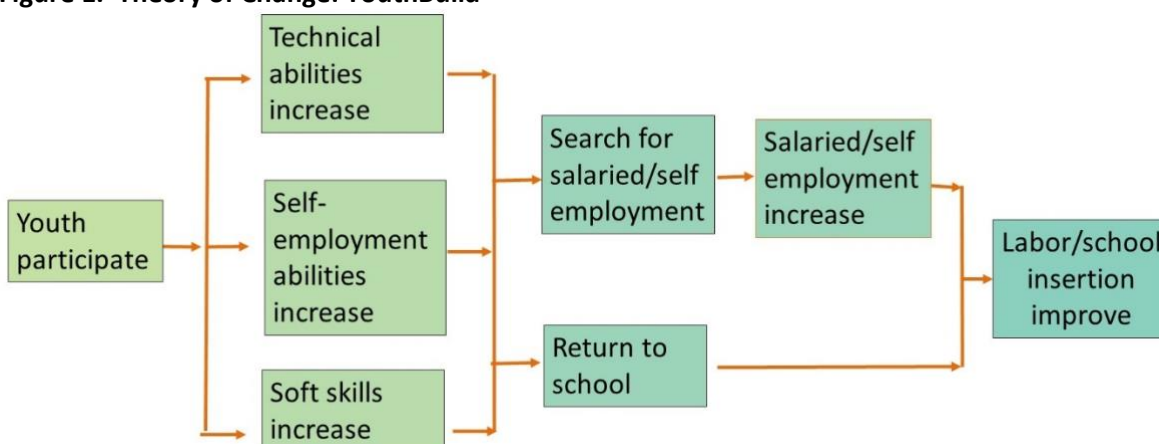 Figure 1: Theory of Change: YouthBuild
Technical
abilities
increase
Search for
salaried/self
employment
Salaried/self
employment
increase
Self-
employment
abilities
increase
Youth
participate
Labor/school
insertion
improve
Return to
school
Soft skills
increase